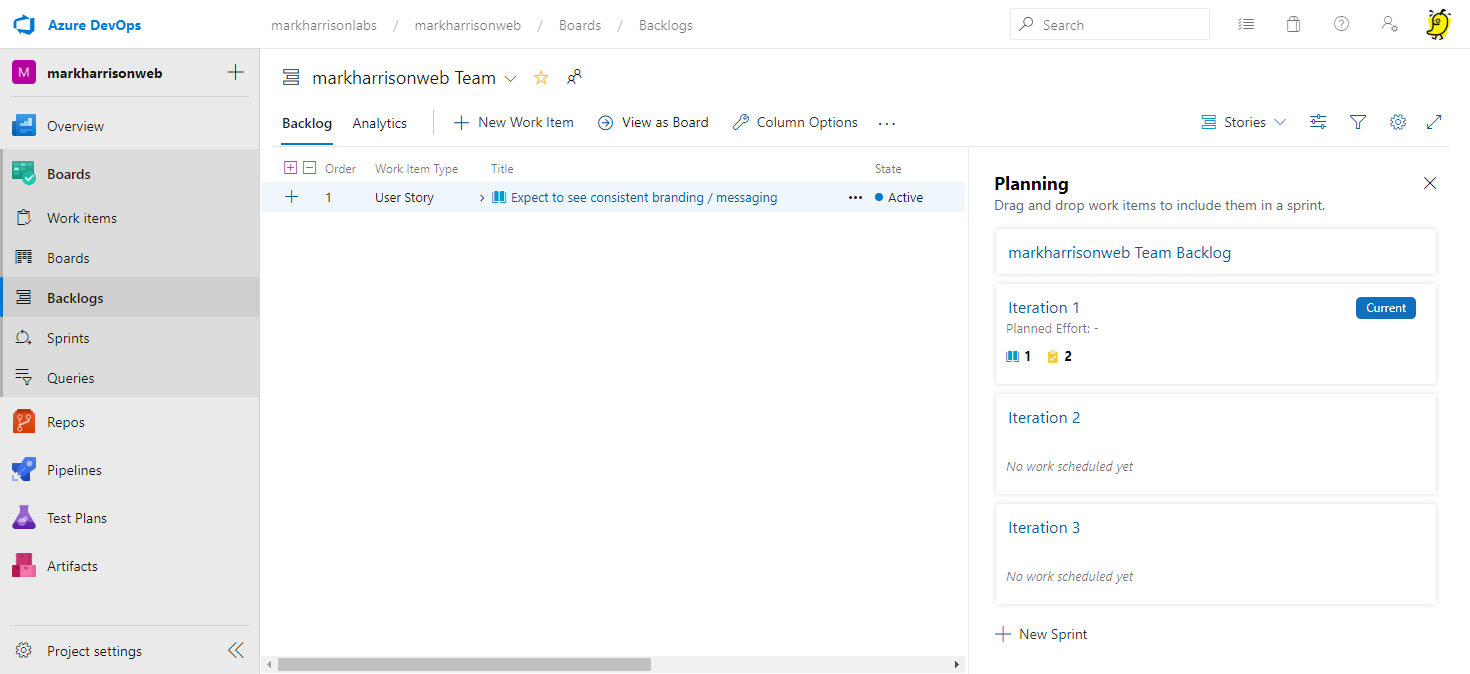 Azure DevOps
markharrisonlabs / markharrisonweb / Boards / Backlogs
Search
M markharrisonweb
Overview
Boards
Work items
Boards
Backlogs
Sprints
Queries
Repos
Pipelines
Test Plans
Artifacts
Project settings
markharrisonweb Team
Backlog Analytics New Work Item View as Board Column Options ... Stories
Order Work Item Type Title State
1 User Story Expect to see consistent branding / messaging ... Active
Planning
Drag and drop work items to include them in a sprint.
markharrisonweb Team Backlog
Iteration 1 Current
Planned Effort: -
1 2
Iteration 2
No work scheduled yet
Iteration 3
No work scheduled yet
New Sprint